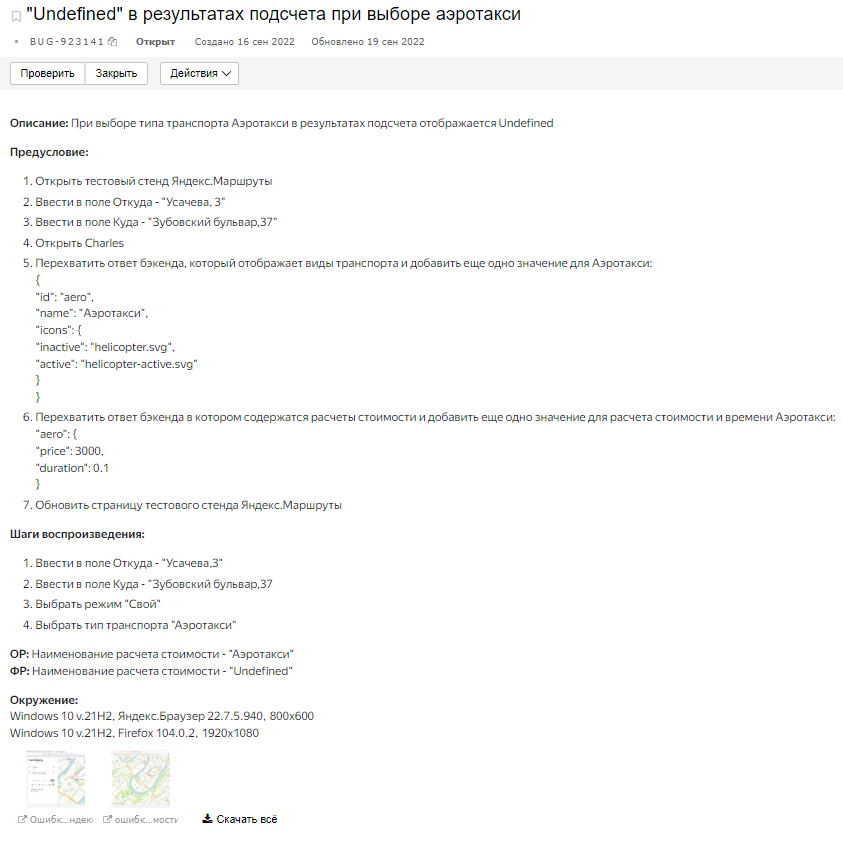 "Undefined" в результатах подсчета при выборе аэротакси
BUG-923141 Открыт Создано 16 сен 2022 Обновлено 19 сен 2022
Проверить Закрыть Действия
Описание: При выборе типа транспорта Аэротакси в результатах подсчета отображается Undefined
Предусловие:
1. Открыть тестовый стенд Яндекс.Маршруты
2. Ввести в поле Откуда - "Усачева, 3"
3. Ввести в поле Куда - "Зубовский бульвар,37"
4. Открыть Charles
5. Перехватить ответ бэкенда, который отображает виды транспорта и добавить еще одно значение для Аэротакси:
{
"id": "aero",
"name": "Аэротакси",
"icons": {
"inactive": "helicopter.svg",
"active": "helicopter-active.svg"
}
}
6. Перехватить ответ бэкенда в котором содержатся расчеты стоимости и добавить еще одно значение для расчета стоимости и времени Аэротакси:
"aero": {
"price": 3000,
"duration": 0.1
}
7. Обновить страницу тестового стенда Яндекс.Маршруты
Шаги воспроизведения:
1. Ввести в поле Откуда - "Усачева,3"
2. Ввести в поле Куда - "Зубовский бульвар,37
3. Выбрать режим "Свой"
4. Выбрать тип транспорта "Аэротакси"
ОР: Наименование расчета стоимости - "Аэротакси"
ФР: Наименование расчета стоимости - "Undefined"
Окружение:
Windows 10 v.21H2, Яндекс.Браузер 22.7.5.940, 800x600
Windows 10 v.21H2, Firefox 104.0.2, 1920x1080
Ошибк...ндек ошибк...мости Скачать всё